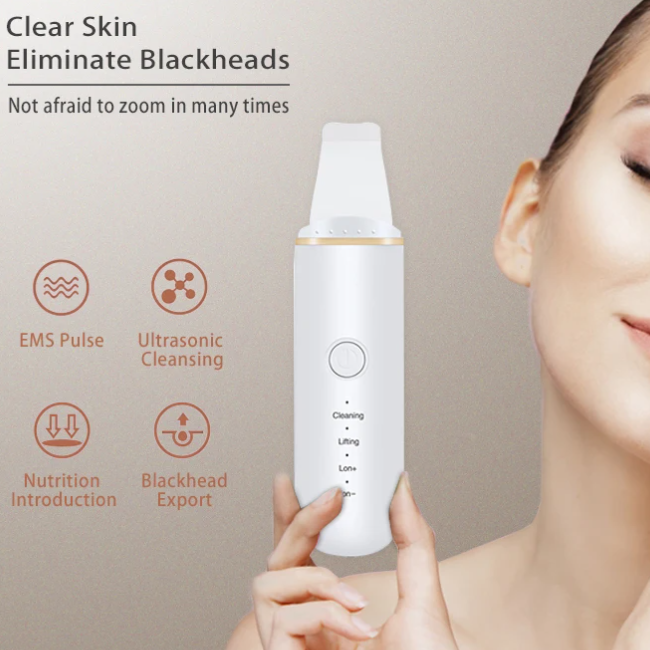 Clear Skin
Eliminate Blackheads
Not afraid to zoom in many times
EMS Pulse
Ultrasonic
Cleansing
Nutrition
Introduction
Blackhead
Export
Cleaning
Lifting
Lon+